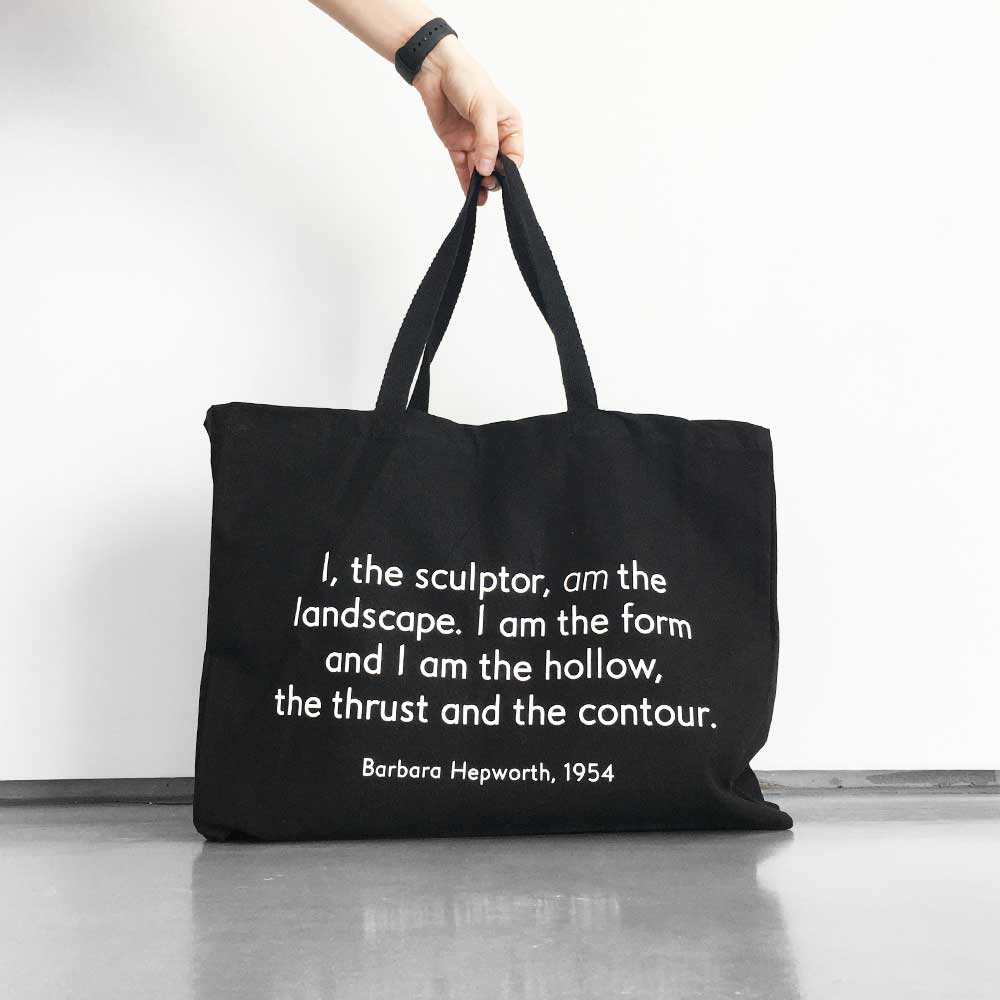 I, the sculptor, am the
landscape. I am the form
and I am the hollow,
the thrust and the contour.
Barbara Hepworth, 1954